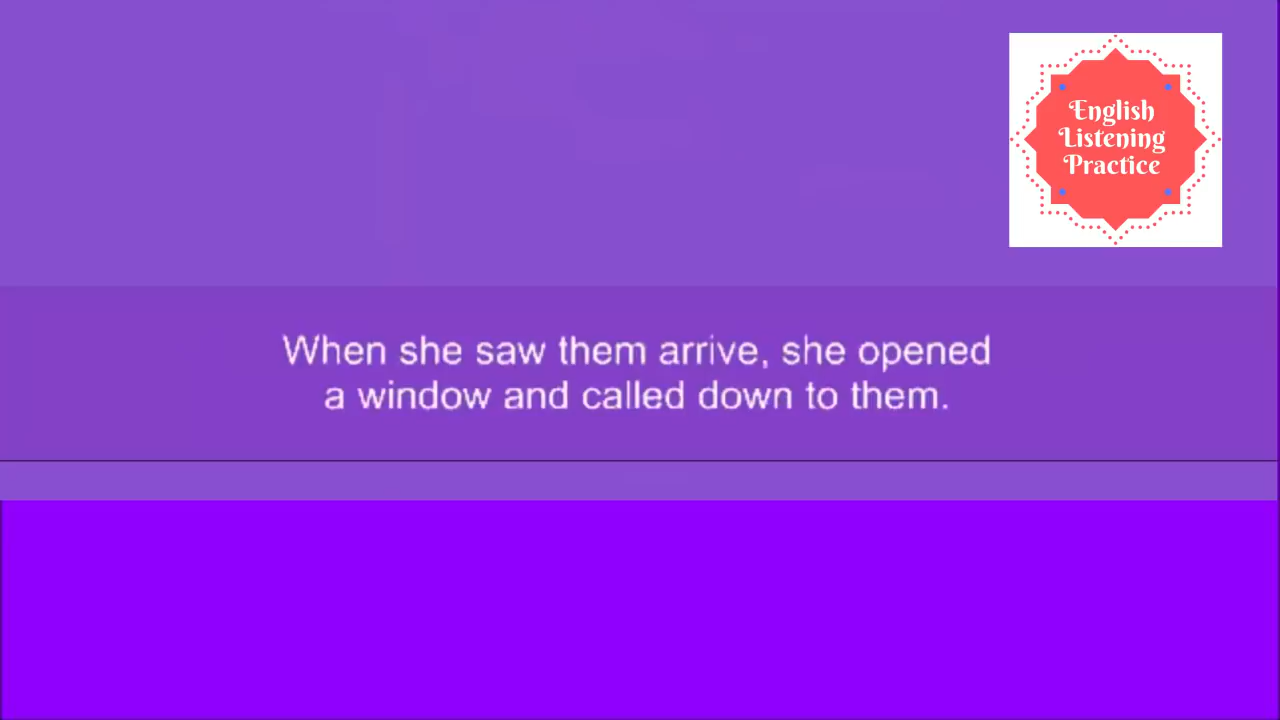 English
Listening
Practice
When she saw them arrive, she opened
a window and called down to them.